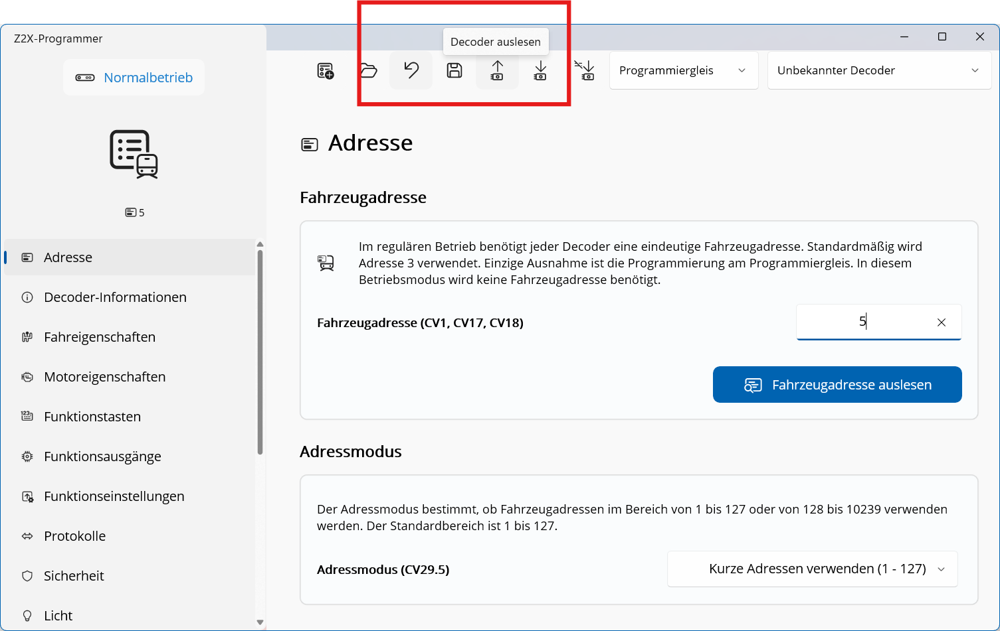 Z2X-Programmer
Normalbetrieb
5
Adresse
Decoder-Informationen
Fahreigenschaften
Motoreigenschaften
Funktionstasten
Funktionsausgänge
Funktionseinstellungen
Protokolle
Sicherheit
Licht
Decoder auslesen
Programmiergleis
Unbekannter Decoder
Adresse
Fahrzeugadresse
Im regulären Betrieb benötigt jeder Decoder eine eindeutige Fahrzeugadresse. Standardmäßig wird
Adresse 3 verwendet. Einzige Ausnahme ist die Programmierung am Programmiergleis. In diesem
Betriebsmodus wird keine Fahrzeugadresse benötigt.
Fahrzeugadresse (CV1, CV17, CV18)
5
Fahrzeugadresse auslesen
Adressmodus
Der Adressmodus bestimmt, ob Fahrzeugadressen im Bereich von 1 bis 127 oder von 128 bis 10239 verwenden
werden. Der Standardbereich ist 1 bis 127.
Adressmodus (CV29.5)
Kurze Adressen verwenden (1 - 127)